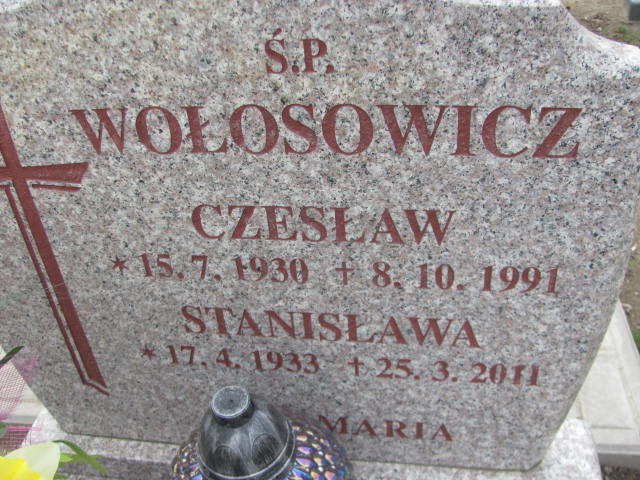 Ś.P.
WOŁOSOWICZ
CZESŁAW
* 15.7.1930 + 8.10.1991
STANISŁAWA
* 17.4.1933 + 25.3.2011
MARIA